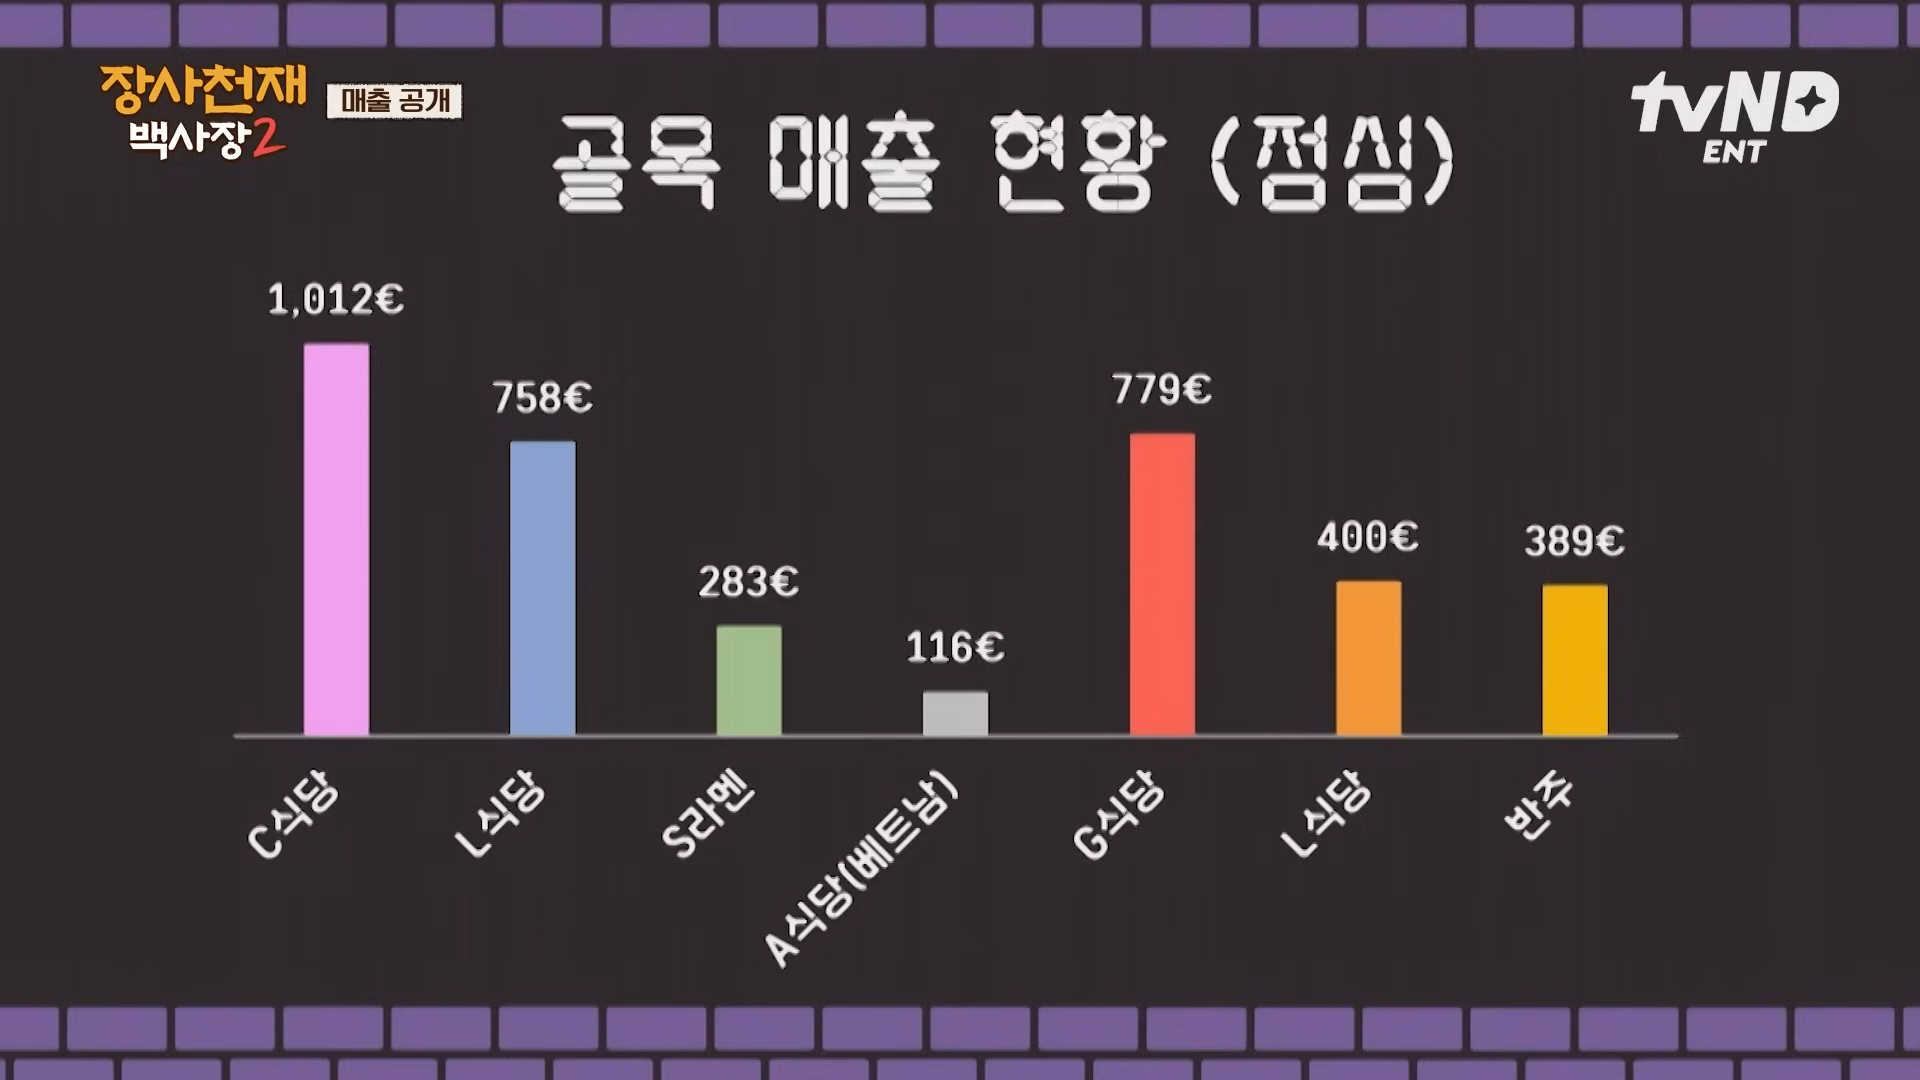 장사천재
백사장2
매출 공개
tvND
ENT
골목 매출 현황 (점심)
1,012€
758€
283€
116€
779€
400€
389€
C식당
L식당
S라멘
A식당(베트남)
G식당
L식당
반주